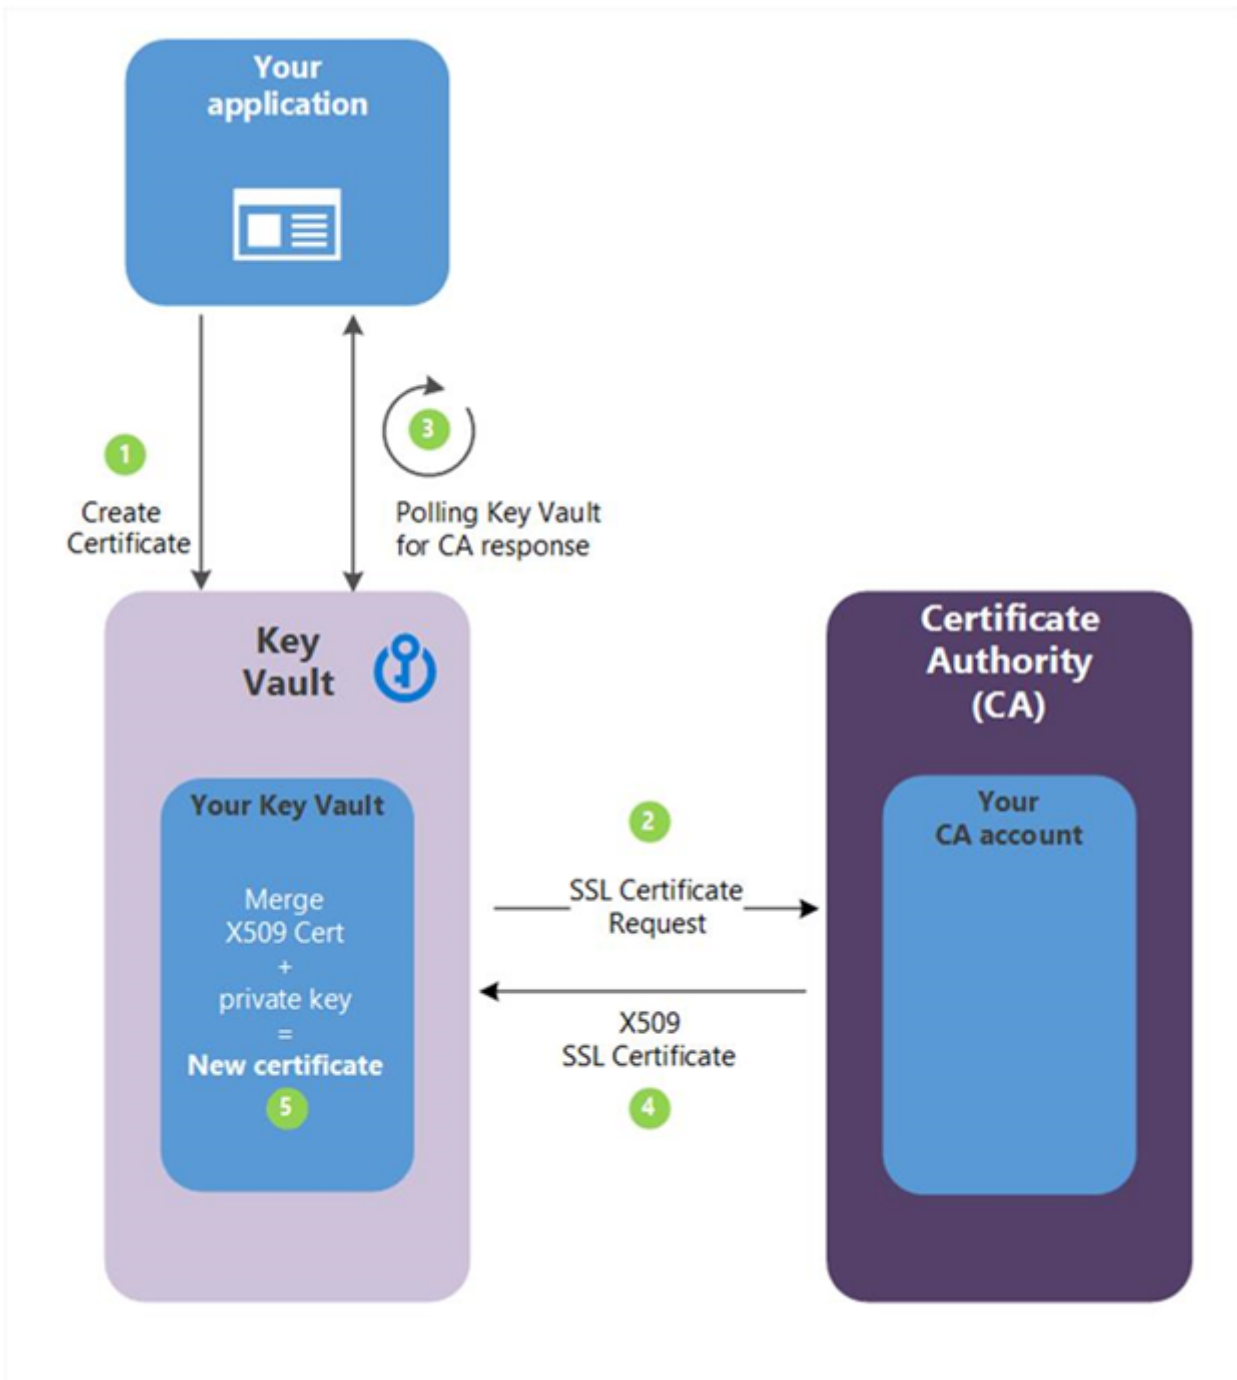 Your
application
1
Create
Certificate
3
Polling Key Vault
for CA response
Key
Vault
Your Key Vault
Merge
X509 Cert
+
private key
=
New certificate
5
2
SSL Certificate
Request
X509
SSL Certificate
4
Certificate
Authority
(CA)
Your
CA account